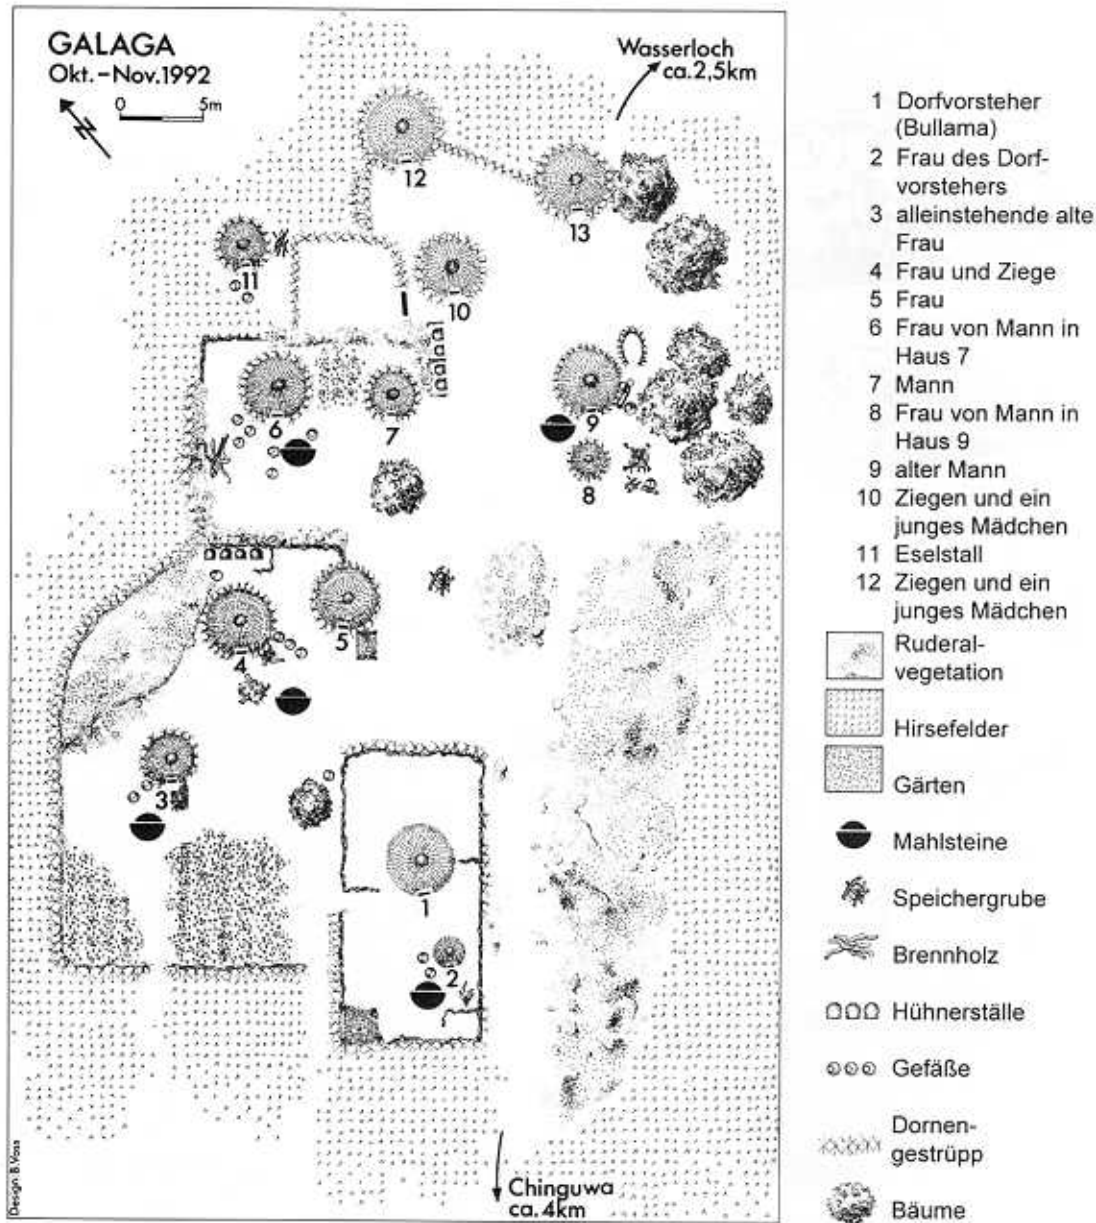 GALAGA
Okt.-Nov.1992
0 5m
Wasserloch
ca.2,5km
12
13
11
10
6
7
9
8
5
4
3
1
2
Chinguwa
ca. 4km
Design: B.Voss
1 Dorfvorsteher
(Bullama)
2 Frau des Dorf-
vorstehers
3 alleinstehende alte
Frau
4 Frau und Ziege
5 Frau
6 Frau von Mann in
Haus 7
7 Mann
8 Frau von Mann in
Haus 9
9 alter Mann
10 Ziegen und ein
junges Mädchen
11 Eselstall
12 Ziegen und ein
junges Mädchen
Ruderal-
vegetation
Hirsefelder
Gärten
Mahlsteine
Speichergrube
Brennholz
Hühnerställe
Gefäße
Dornen-
gestrüpp
Bäume